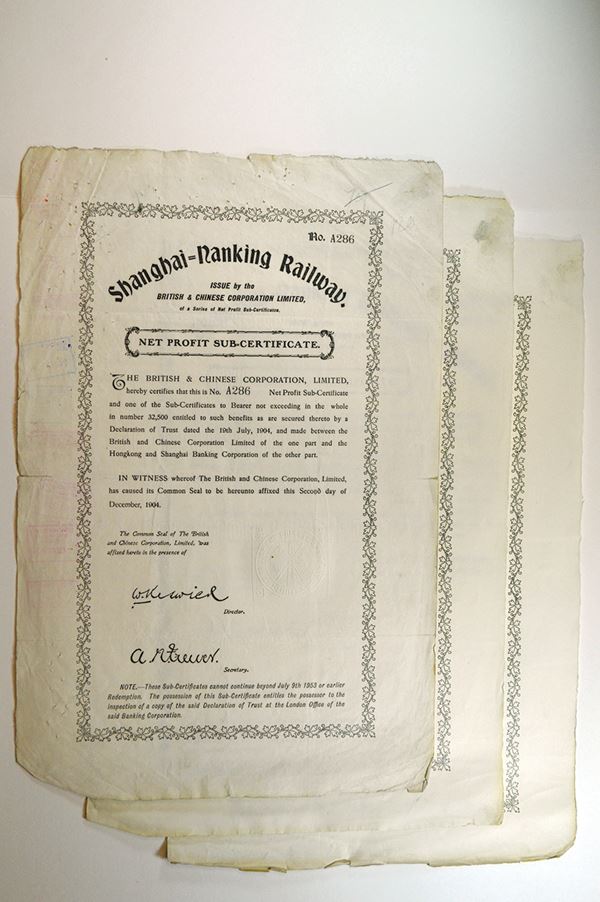 No. A286
Shanghai=Nanking Railway.
ISSUE by the
BRITISH & CHINESE CORPORATION LIMITED,
of a Series of Net Profit Sub-Certificates.
NET PROFIT SUB-CERTIFICATE.
THE BRITISH & CHINESE CORPORATION, LIMITED,
hereby certifies that this is No. A286 Net Profit Sub-Certificate
and one of the Sub-Certificates to Bearer not exceeding in the whole
in number 32,500 entitled to such benefits as are secured thereto by a
Declaration of Trust dated the 19th July, 1904, and made between the
British and Chinese Corporation Limited of the one part and the
Hongkong and Shanghai Banking Corporation of the other part.
IN WITNESS whereof The British and Chinese Corporation, Limited,
has caused its Common Seal to be hereunto affixed this Second day of
December, 1904.
The Common Seal of The British
and Chinese Corporation, Limited, was
affixed hereto in the presence of
W. Keswick
Director.
Secretary.
NOTE.—These Sub-Certificates cannot continue beyond July 9th 1953 or earlier
Redemption. The possession of this Sub-Certificate entitles the possessor to the
inspection of a copy of the said Declaration of Trust at the London Office of the
said Banking Corporation.